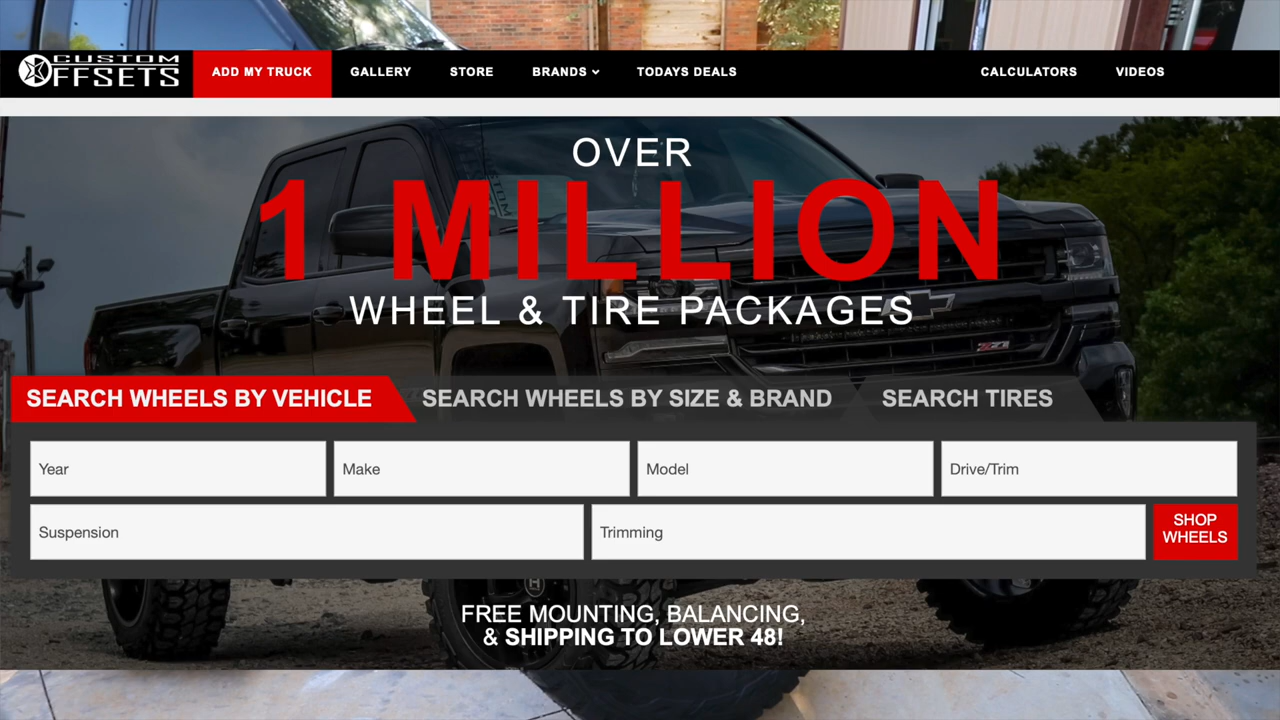 CUSTOM
OFFSETS
ADD MY TRUCK
GALLERY
STORE
BRANDS
TODAYS DEALS
CALCULATORS
VIDEOS
OVER
1 MILLION
WHEEL & TIRE PACKAGES
Z71
SEARCH WHEELS BY VEHICLE
SEARCH WHEELS BY SIZE & BRAND
SEARCH TIRES
Year
Make
Model
Drive/Trim
Suspension
Trimming
SHOP
WHEELS
FREE MOUNTING, BALANCING,
& SHIPPING TO LOWER 48!